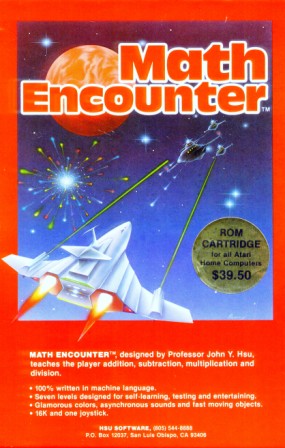 Math
Encounter™
ROM
CARTRIDGE
for all Atari
Home Computers
$39.50
MATH ENCOUNTER™, designed by Professor John Y. Hsu,
teaches the player addition, subtraction, multiplication and
division.
• 100% written in machine language.
• Seven levels designed for self-learning, testing and entertaining.
• Glamorous colors, asynchronous sounds and fast moving objects.
• 16K and one joystick.
HSU SOFTWARE, (805) 544-8688
P.O. Box 12537, San Luis Obispo, CA 93406